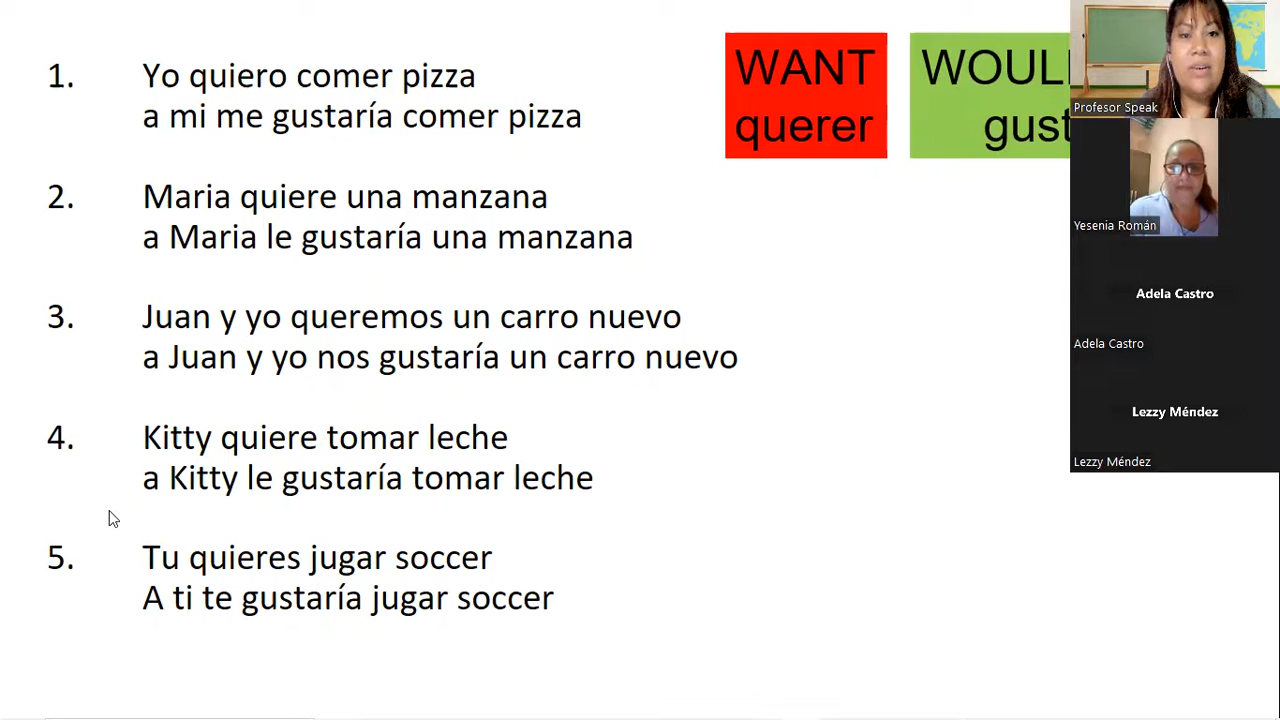 1. Yo quiero comer pizza
a mi me gustaría comer pizza
2. Maria quiere una manzana
a Maria le gustaría una manzana
3. Juan y yo queremos un carro nuevo
a Juan y yo nos gustaría un carro nuevo
4. Kitty quiere tomar leche
a Kitty le gustaría tomar leche
5. Tu quieres jugar soccer
A ti te gustaría jugar soccer
WANT
querer
Profesor Speak
Yesenia Román
Adela Castro
Adela Castro
Lezzy Méndez
Lezzy Méndez